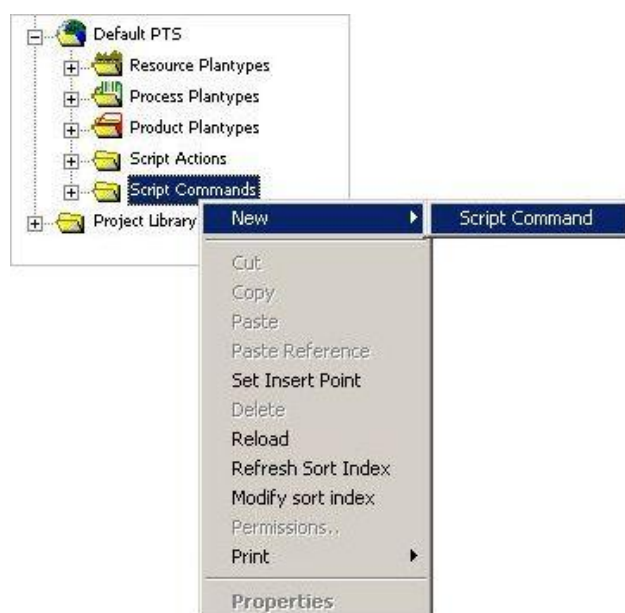 Default PTS
Resource Plantypes
Process Plantypes
Product Plantypes
Script Actions
Script Commands
Project Library
New
Script Command
Cut
Copy
Paste
Paste Reference
Set Insert Point
Delete
Reload
Refresh Sort Index
Modify sort index
Permissions..
Print
Properties